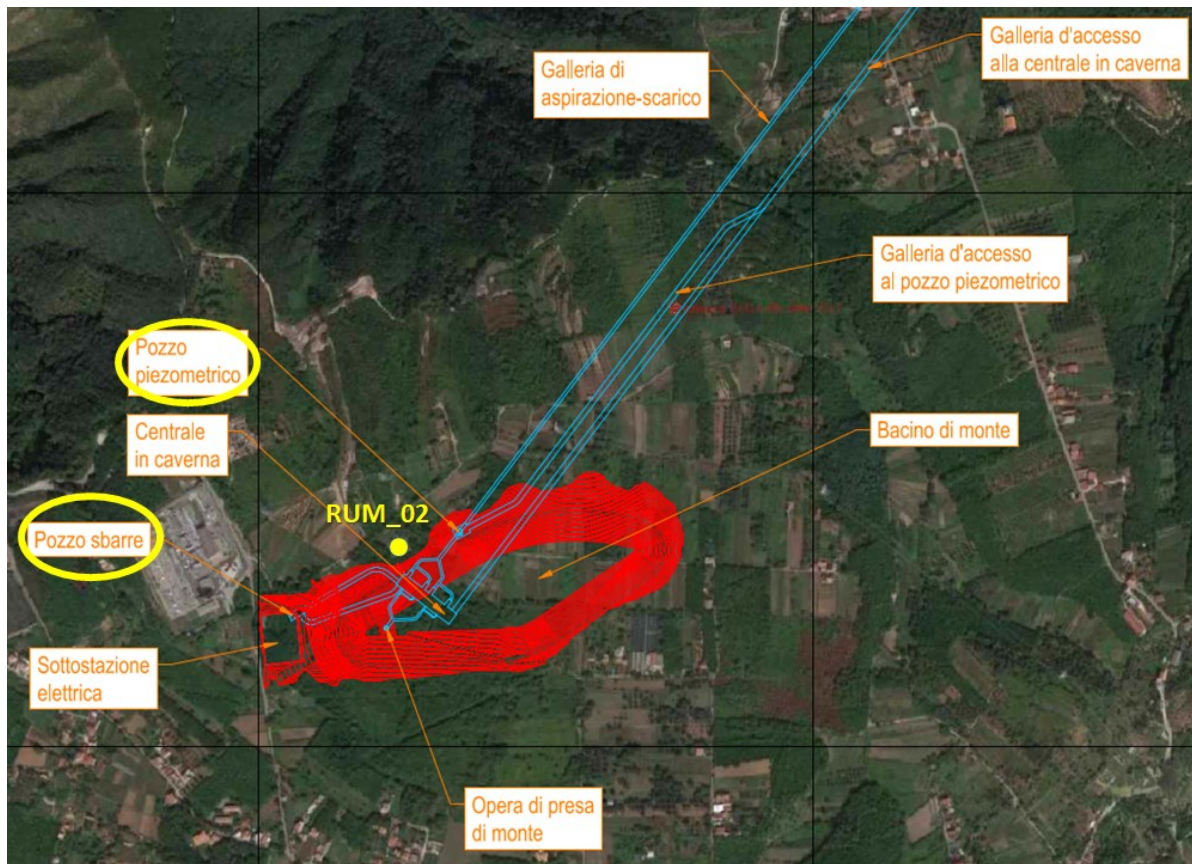 Galleria d'accesso
alla centrale in caverna
Galleria di
aspirazione-scarico
Galleria d'accesso
al pozzo piezometrico
Pozzo
piezometrico
Centrale
in caverna
Bacino di monte
RUM_02
Pozzo sbarre
Sottostazione
elettrica
Opera di presa
di monte